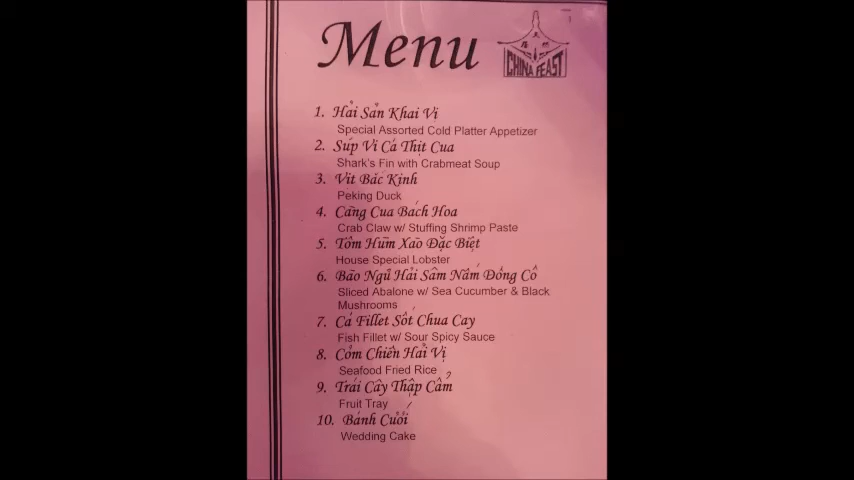 Menu
居 天 然
CHINA FEAST
1. Hải Sản Khai Vị
Special Assorted Cold Platter Appetizer
2. Súp Vi Cá Thịt Cua
Shark's Fin with Crabmeat Soup
3. Vịt Bắc Kinh
Peking Duck
4. Càng Cua Bách Hoa
Crab Claw w/ Stuffing Shrimp Paste
5. Tôm Hùm Xào Đặc Biệt
House Special Lobster
6. Bào Ngũ Hải Sâm Nấm Đông Cô
Sliced Abalone w/ Sea Cucumber & Black
Mushrooms
7. Cá Fillet Sốt Chua Cay
Fish Fillet w/ Sour Spicy Sauce
8. Cơm Chiên Hải Vị
Seafood Fried Rice
9. Trái Cây Thập Cẩm
Fruit Tray
10. Bánh Cưới
Wedding Cake